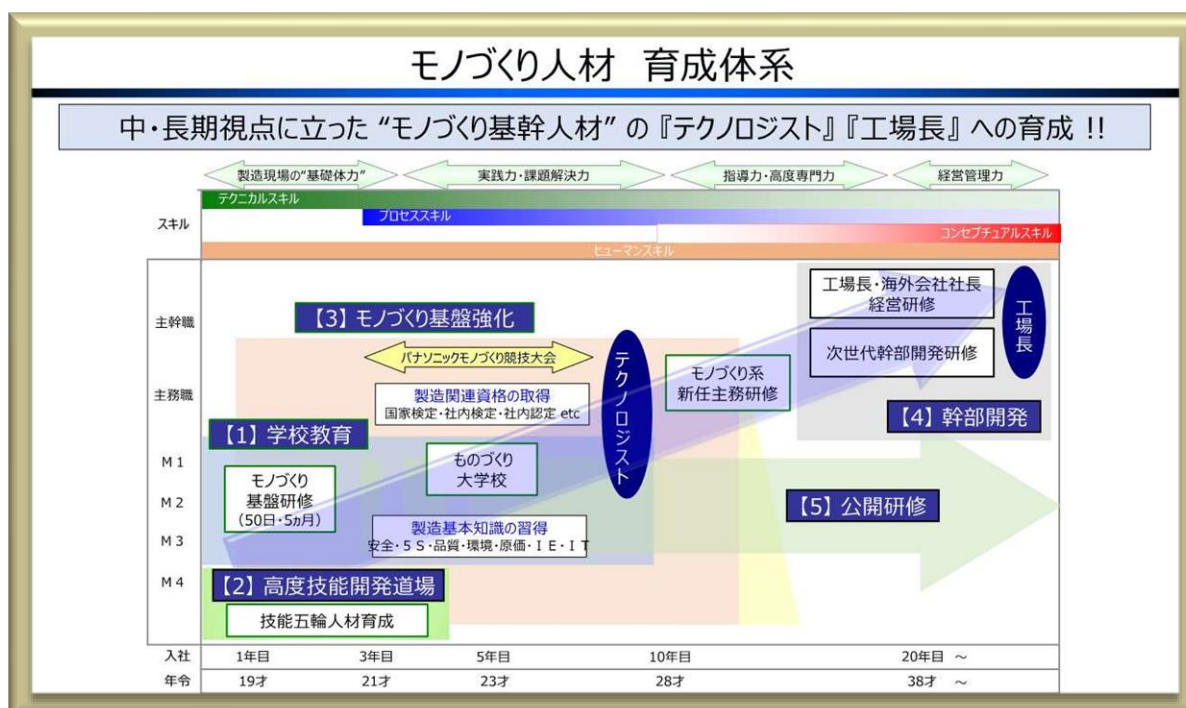 モノづくり人材 育成体系
中・長期視点に立った “モノづくり基幹人材” の『テクノロジスト』『工場長』 への育成 !!
製造現場の“基礎体力”
実践力・課題解決力
指導力・高度専門力
経営管理力
スキル
テクニカルスキル
プロセススキル
コンセプチュアルスキル
ヒューマンスキル
主幹職
主務職
M 1
M 2
M 3
M 4
【3】モノづくり基盤強化
パナソニックモノづくり競技大会
製造関連資格の取得
国家検定・社内検定・社内認定 etc
【1】学校教育
モノづくり
基盤研修
(50日・5ヵ月)
ものづくり
大学校
製造基本知識の習得
安全・5S・品質・環境・原価・IE・IT
【2】高度技能開発道場
技能五輪人材育成
テクノロジスト
モノづくり系
新任主務研修
工場長・海外会社社長
経営研修
次世代幹部開発研修
工場長
【4】幹部開発
【5】公開研修
入社 1年目 3年目 5年目 10年目 20年目 ~
年令 19才 21才 23才 28才 38才 ~